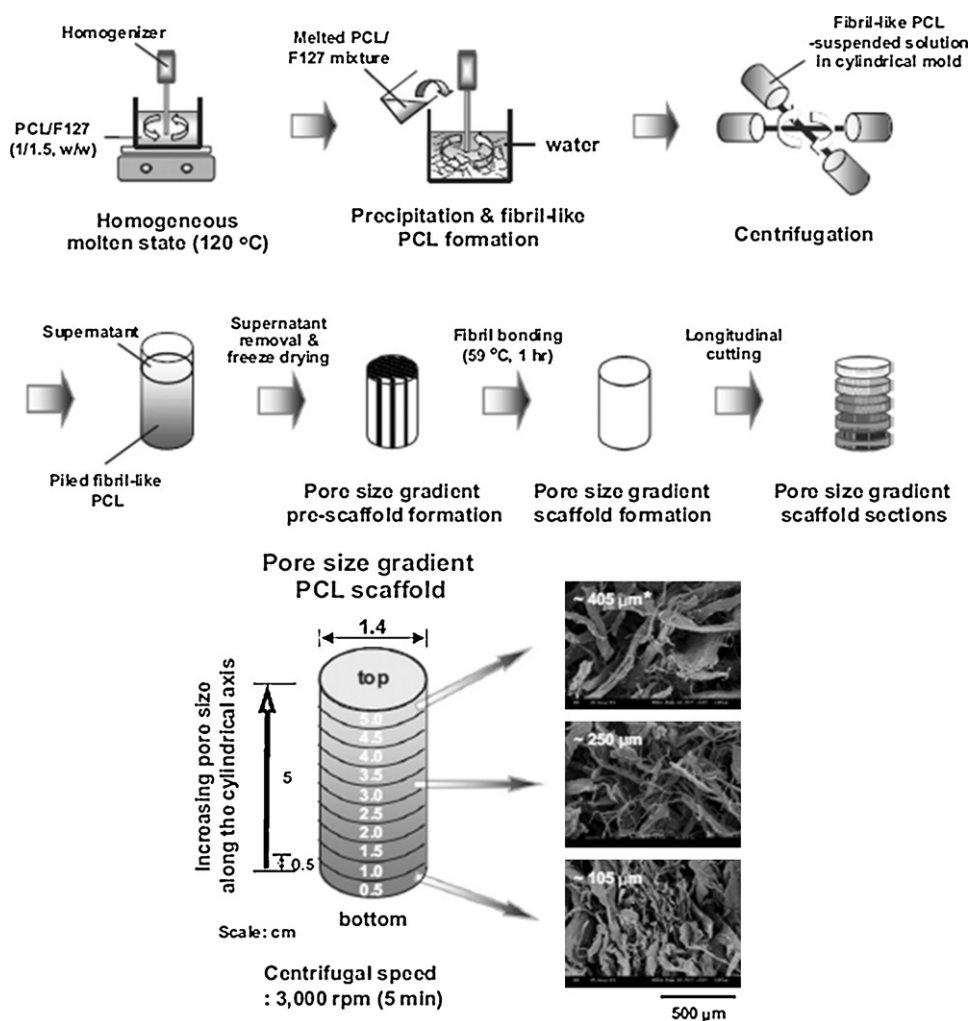 Homogenizer
PCL/F127
(1/1.5, w/w)
Homogeneous
molten state (120 °C)
Melted PCL/
F127 mixture
water
Precipitation & fibril-like
PCL formation
Fibril-like PCL
-suspended solution
in cylindrical mold
Centrifugation
Supernatant
Piled fibril-like
PCL
Supernatant
removal &
freeze drying
Pore size gradient
pre-scaffold formation
Fibril bonding
(59 °C, 1 hr)
Pore size gradient
scaffold formation
Longitudinal
cutting
Pore size gradient
scaffold sections
Pore size gradient
PCL scaffold
1.4
top
5.0
4.5
4.0
3.5
3.0
2.5
2.0
1.5
1.0
0.5
bottom
Increasing pore size
along the cylindrical axis
5
0.5
Scale: cm
Centrifugal speed
: 3,000 rpm (5 min)
~ 405 µm*
~ 250 µm
~ 105 µm
500 µm